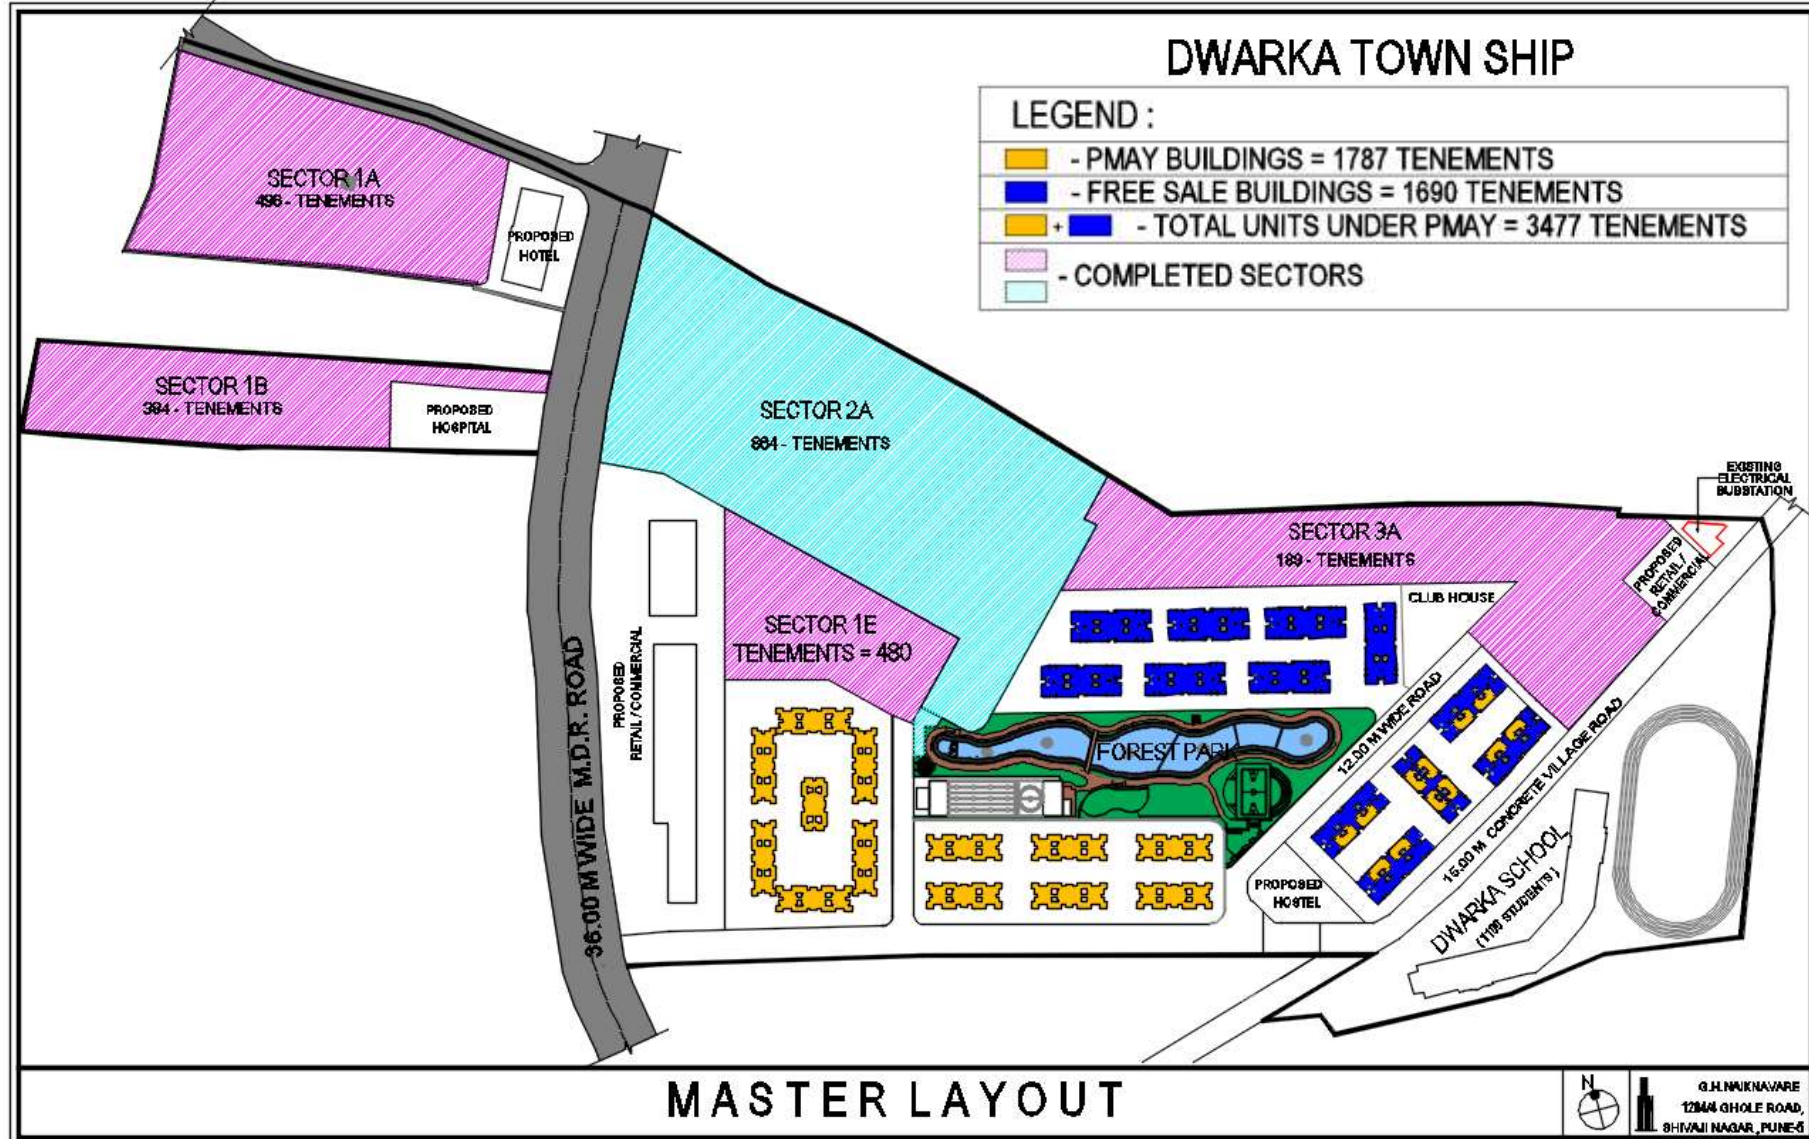 DWARKA TOWN SHIP
LEGEND :
- PMAY BUILDINGS = 1787 TENEMENTS
- FREE SALE BUILDINGS = 1690 TENEMENTS
+ - TOTAL UNITS UNDER PMAY = 3477 TENEMENTS
- COMPLETED SECTORS
SECTOR 1A
496 - TENEMENTS
PROPOSED
HOTEL
SECTOR 1B
384 - TENEMENTS
PROPOSED
HOSPITAL
SECTOR 2A
864 - TENEMENTS
EXISTING
ELECTRICAL
SUBSTATION
SECTOR 3A
189 - TENEMENTS
PROPOSED
RETAIL /
COMMERCIAL
CLUB HOUSE
SECTOR 1E
TENEMENTS = 480
PROPOSED
RETAIL / COMMERCIAL
36.00 M WIDE M.D.R. ROAD
FOREST PARK
12.00 M WIDE ROAD
15.00 M CONCRETE VILLAGE ROAD
PROPOSED
HOSTEL
DWARKA SCHOOL
STUDENTS)
MASTER LAYOUT
N
G.H.NAIKNAVARE
GHOLE ROAD,
SHIVAJI NAGAR, PUNE-5